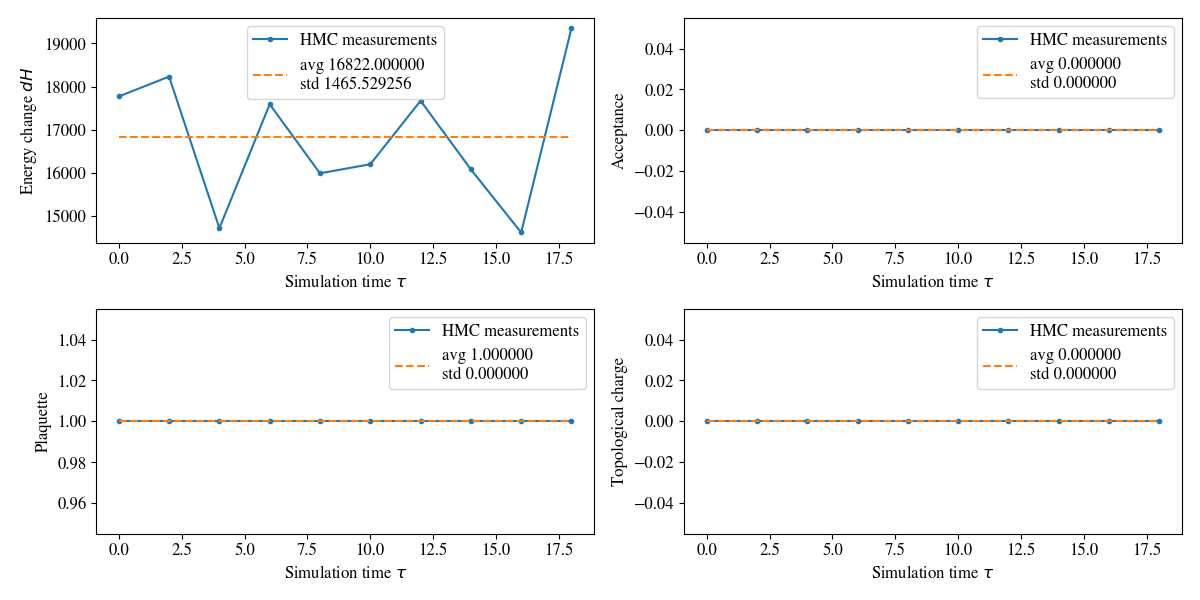 HMC measurements
avg 16822.000000
std 1465.529256
19000
18000
17000
16000
15000
Energy change dH
0.0 2.5 5.0 7.5 10.0 12.5 15.0 17.5
Simulation time τ
HMC measurements
avg 0.000000
std 0.000000
0.04
0.02
0.00
−0.02
−0.04
Acceptance
0.0 2.5 5.0 7.5 10.0 12.5 15.0 17.5
Simulation time τ
HMC measurements
avg 1.000000
std 0.000000
1.04
1.02
1.00
0.98
0.96
Plaquette
0.0 2.5 5.0 7.5 10.0 12.5 15.0 17.5
Simulation time τ
HMC measurements
avg 0.000000
std 0.000000
0.04
0.02
0.00
−0.02
−0.04
Topological charge
0.0 2.5 5.0 7.5 10.0 12.5 15.0 17.5
Simulation time τ